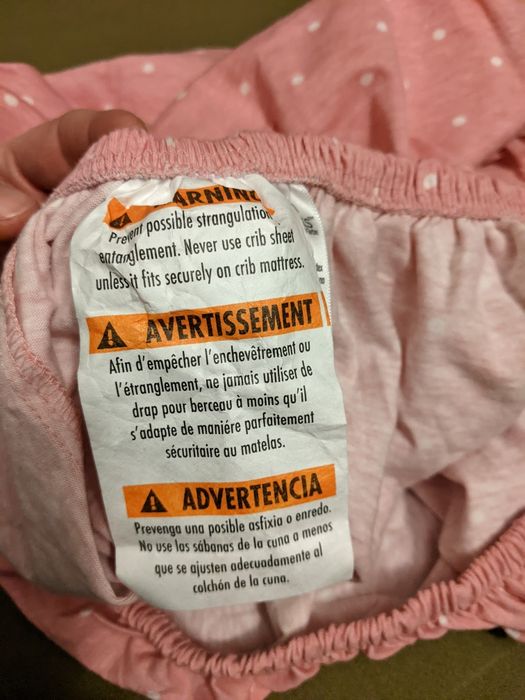 WARNING
Prevent possible strangulation
entanglement. Never use crib sheet
unless it fits securely on crib mattress.
AVERTISSEMENT
Afin d'empêcher l'enchevêtrement ou
l'étranglement, ne jamais utiliser de
drap pour berceau à moins qu'il
s'adapte de maniére parfaitement
sécuritaire au matelas.
ADVERTENCIA
Prevenga una posible asfixia o enredo.
No use las sábanas de la cuna a menos
que se ajusten adecuadamente al
colchón de la cuna.